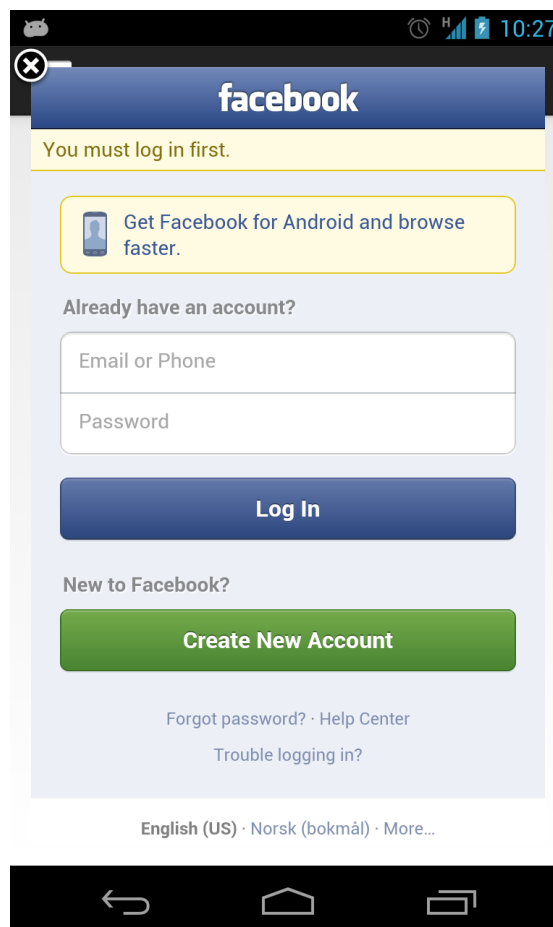 H 10:27
facebook
You must log in first.
Get Facebook for Android and browse
faster.
Already have an account?
Email or Phone
Password
Log In
New to Facebook?
Create New Account
Forgot password? · Help Center
Trouble logging in?
English (US) · Norsk (bokmål) · More...